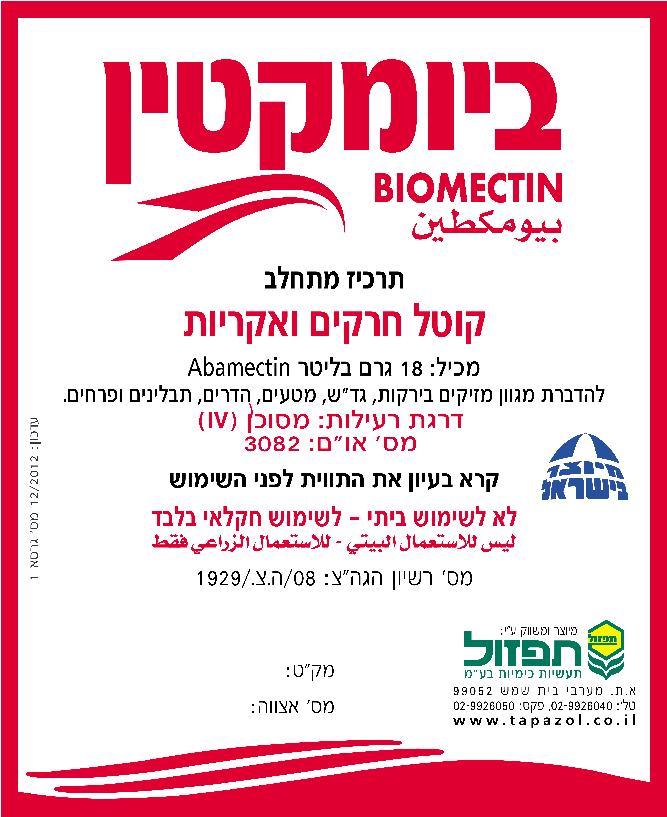 ביומקטין
BIOMECTIN
بيومكطين
תרכיז מתחלב
קוטל חרקים ואקריות
מכיל: 18 גרם בליטר Abamectin
להדברת מגוון מזיקים בירקות, גד"ש, מטעים, הדרים, תבלינים ופרחים.
דרגת רעילות: מסוכן (IV)
מס' או"ם: 3082
קרא בעיון את התווית לפני השימוש
מיוצר
בישראל
לא לשימוש ביתי - לשימוש חקלאי בלבד
ليس للاستعمال البيتي - للاستعمال الزراعي فقط
מס' רשיון הגה"צ: 08/ה.צ./1929
עדכון: 12/2012 מס' גרסא 1
מיוצר ומשווק ע"י:
תפזול
תפזול
תעשיות כימיות בע"מ
א.ת. מערבי בית שמש 99052
טל': 02-9926040, פקס: 02-9926050
www.tapazol.co.il
מק"ט:
מס' אצווה: